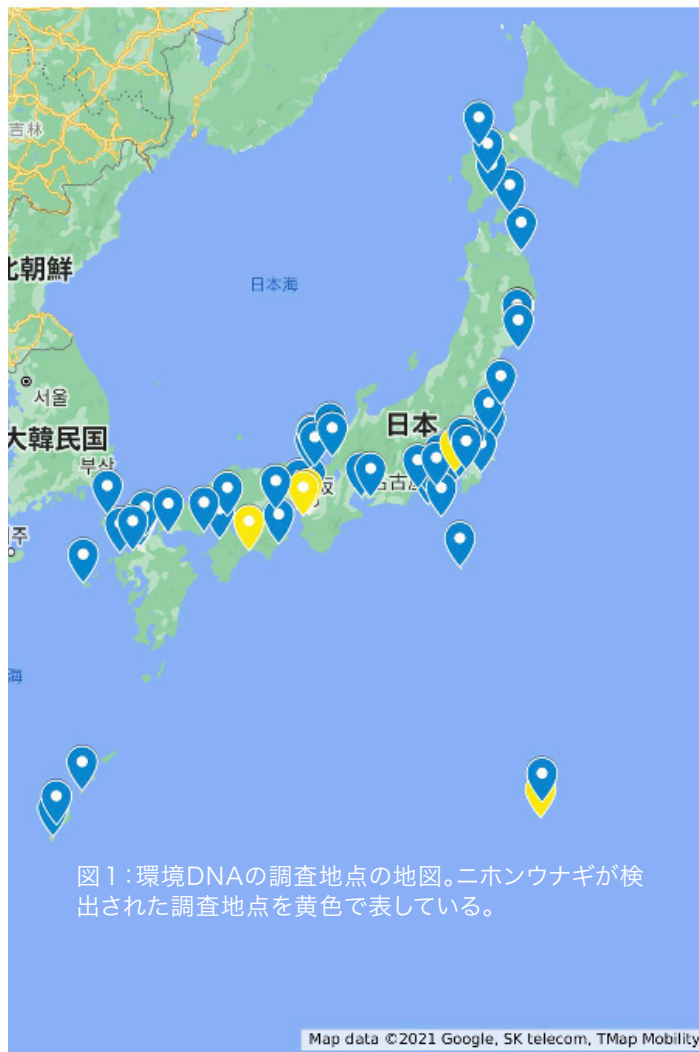 吉林
北朝鮮
日本海
서울
大韓民国
부산
日本
阪
名古屋
주
海
図1：環境DNAの調査地点の地図。ニホンウナギが検
出された調査地点を黄色で表している。
Map data ©2021 Google, SK telecom, TMap Mobility